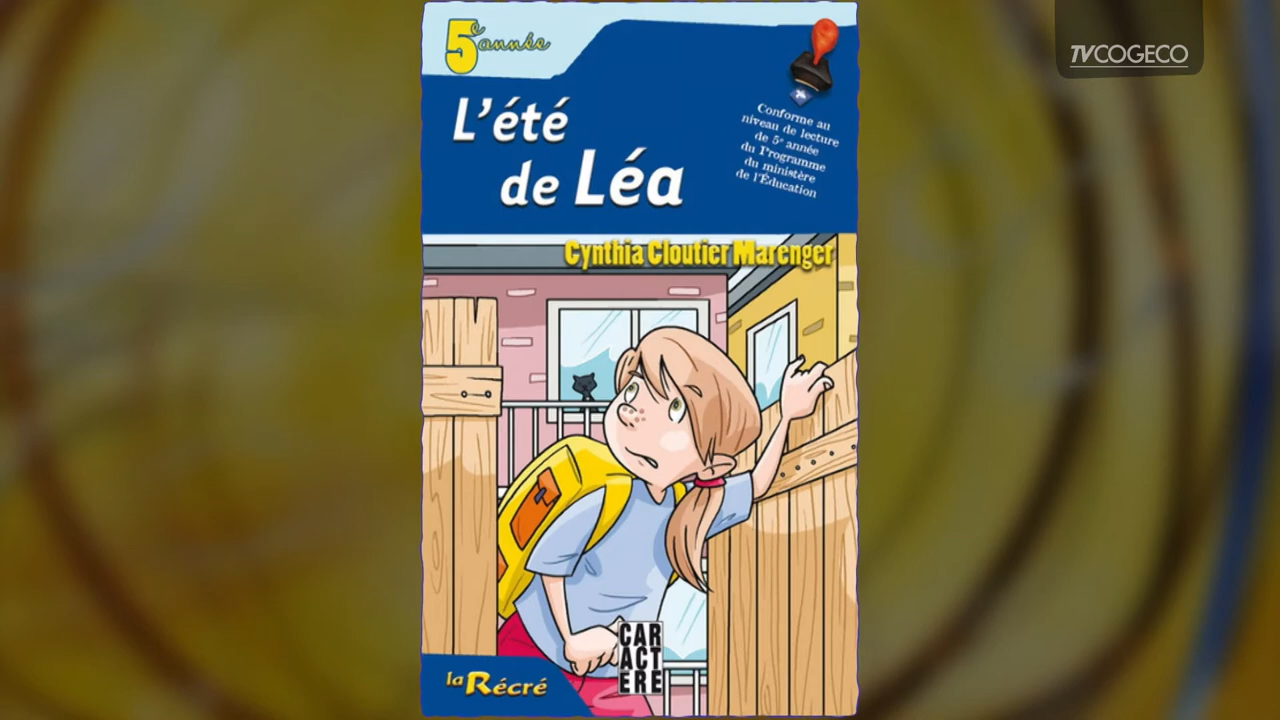 5e année
TVCOGECO
L'été
de Léa
Conforme au
niveau de lecture
de 5e année
du Programme
du ministère
de l'Éducation
Cynthia Cloutier Marenger
CAR
ACT
ERE
la Récré